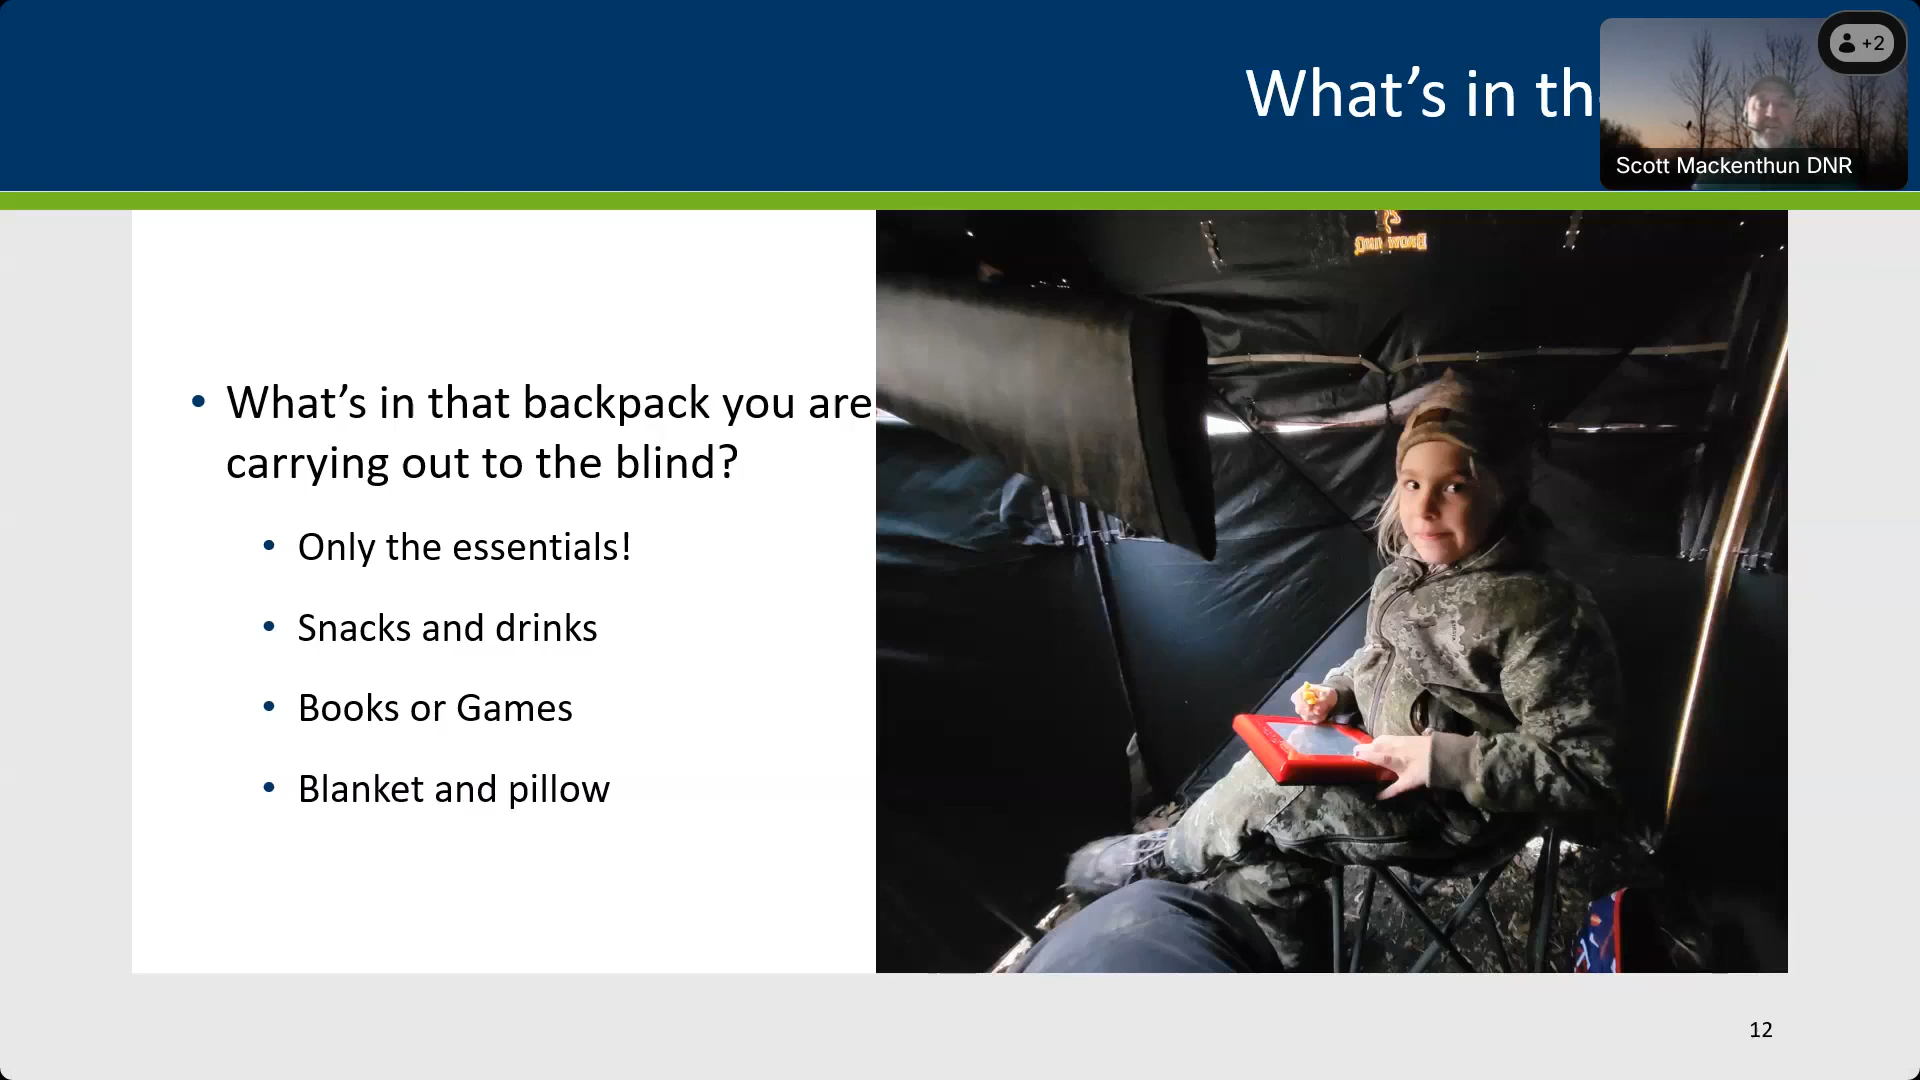 What’s in th
+2
Scott Mackenthun DNR
• What’s in that backpack you are
carrying out to the blind?
• Only the essentials!
• Snacks and drinks
• Books or Games
• Blanket and pillow
12